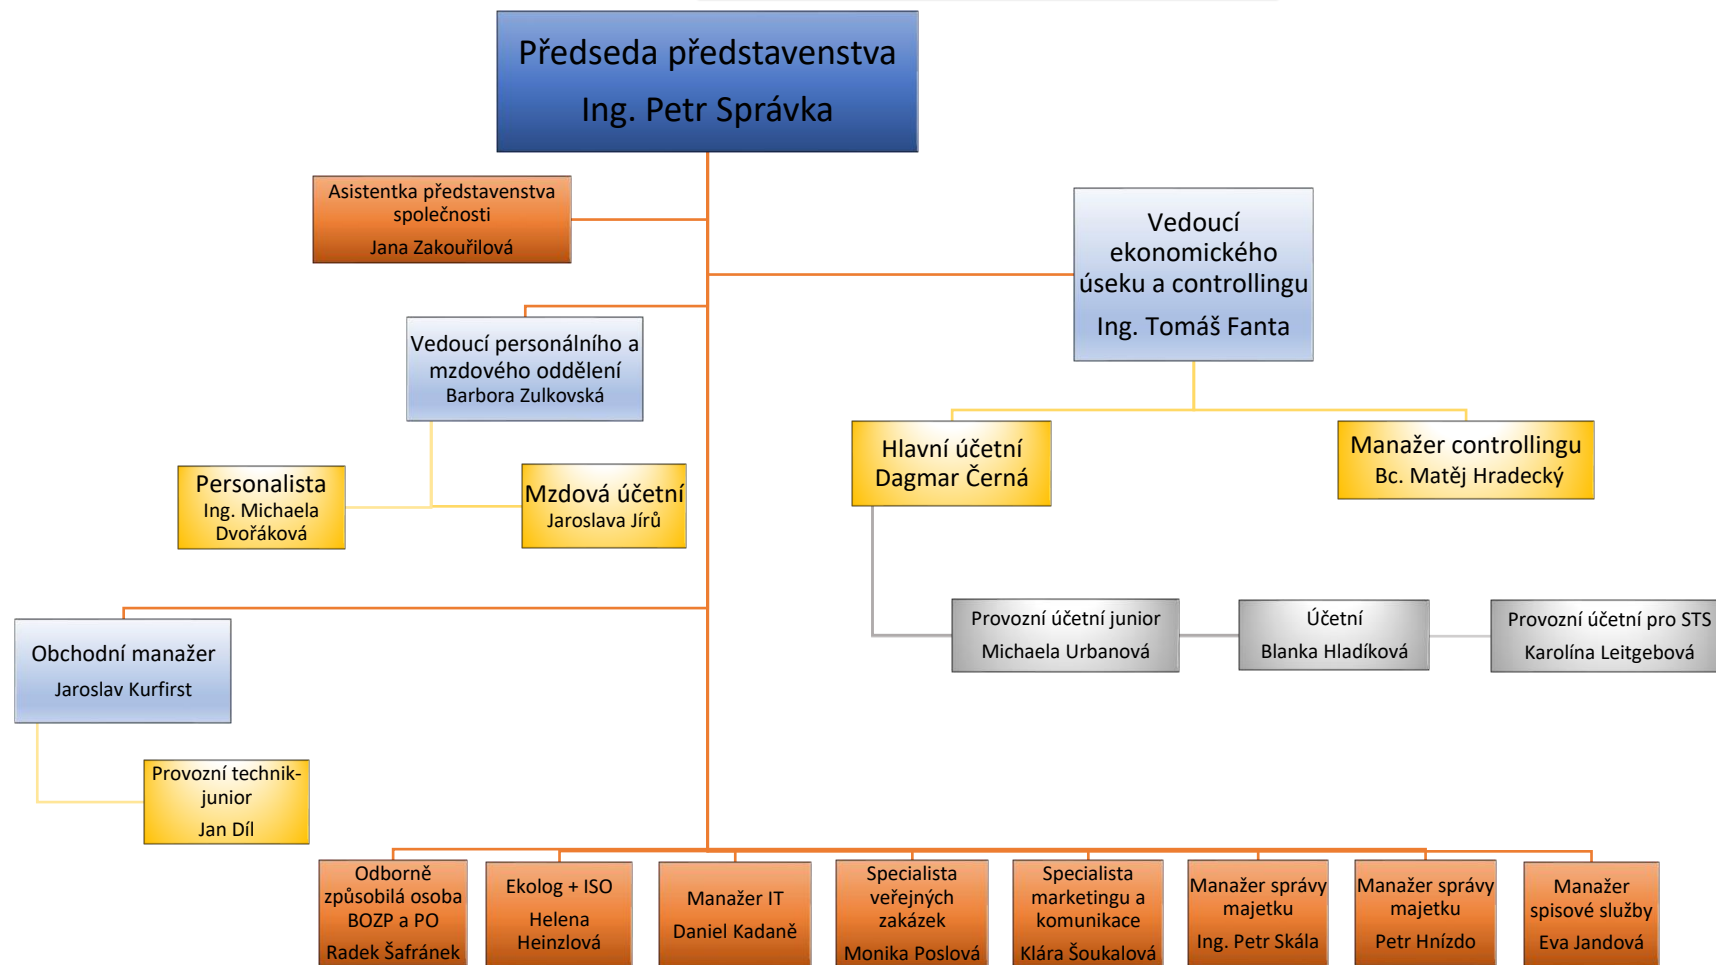 Předseda představenstva
Ing. Petr Správka
Asistentka představenstva
společnosti
Jana Zakouřilová
Vedoucí
ekonomického
úseku a controllingu
Ing. Tomáš Fanta
Vedoucí personálního a
mzdového oddělení
Barbora Zulkovská
Hlavní účetní
Dagmar Černá
Manažer controllingu
Bc. Matěj Hradecký
Personalista
Ing. Michaela
Dvořáková
Mzdová účetní
Jaroslava Jírů
Provozní účetní junior
Michaela Urbanová
Účetní
Blanka Hladíková
Provozní účetní pro STS
Karolína Leitgebová
Obchodní manažer
Jaroslav Kurfirst
Provozní technik-
junior
Jan Díl
Odborně
způsobilá osoba
BOZP a PO
Radek Šafránek
Ekolog + ISO
Helena
Heinzlová
Manažer IT
Daniel Kadaně
Specialista
veřejných
zakázek
Monika Poslová
Specialista
marketingu a
komunikace
Klára Šoukalová
Manažer správy
majetku
Ing. Petr Skála
Manažer správy
majetku
Petr Hnízdo
Manažer
spisové služby
Eva Jandová